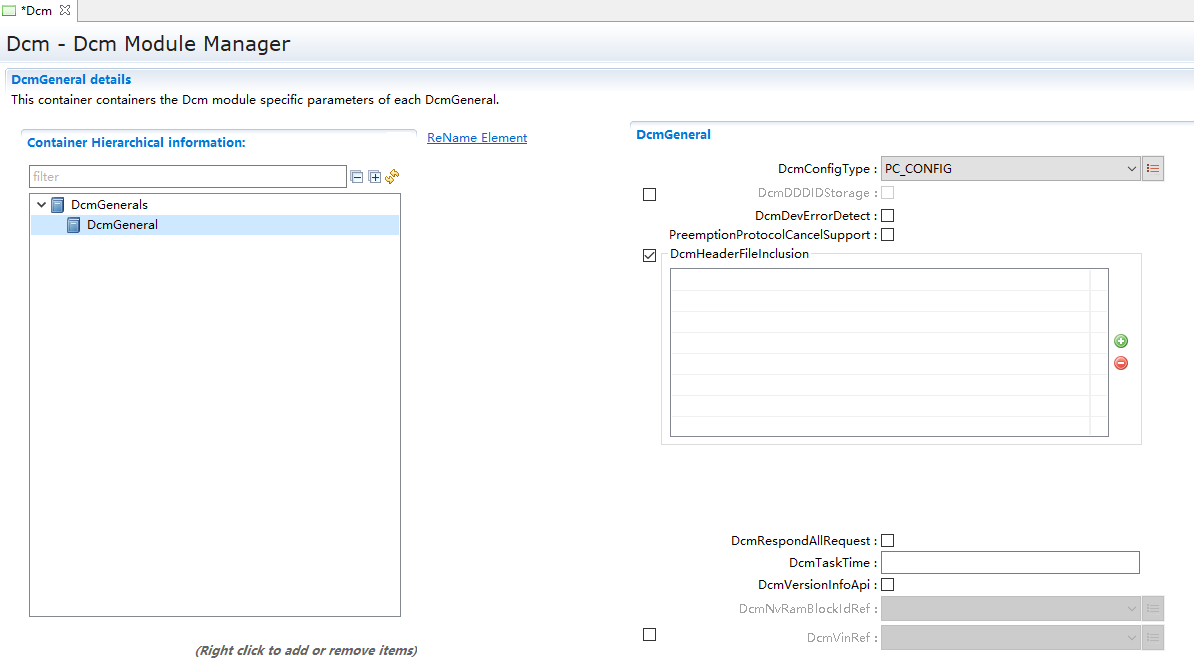 *Dcm
Dcm - Dcm Module Manager
DcmGeneral details
This container containers the Dcm module specific parameters of each DcmGeneral.
Container Hierarchical information:
filter
DcmGenerals
DcmGeneral
(Right click to add or remove items)
ReName Element
DcmGeneral
DcmConfigType : PC_CONFIG
DcmDDDIDStorage :
DcmDevErrorDetect :
PreemptionProtocolCancelSupport :
DcmHeaderFileInclusion
DcmRespondAllRequest :
DcmTaskTime :
DcmVersionInfoApi :
DcmNvRamBlockIdRef :
DcmVinRef :